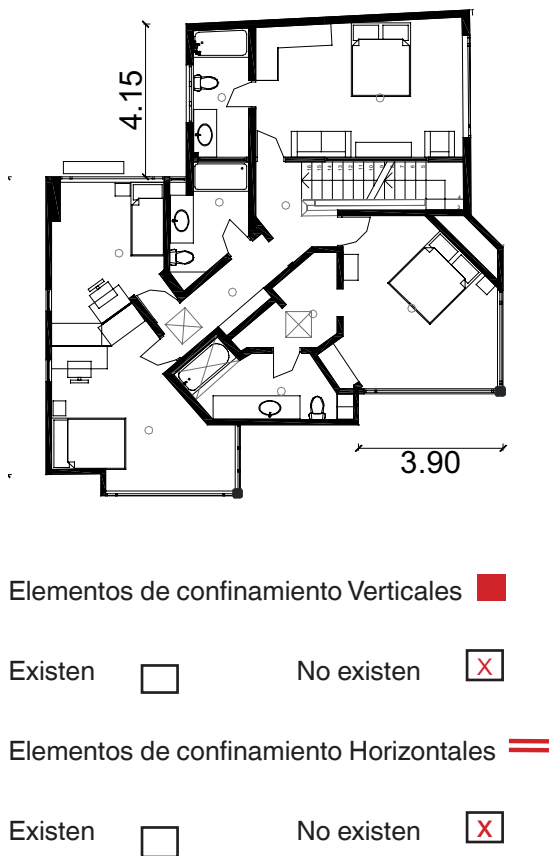 4.15
3.90
Elementos de confinamiento Verticales
Existen No existen X
Elementos de confinamiento Horizontales
Existen No existen X